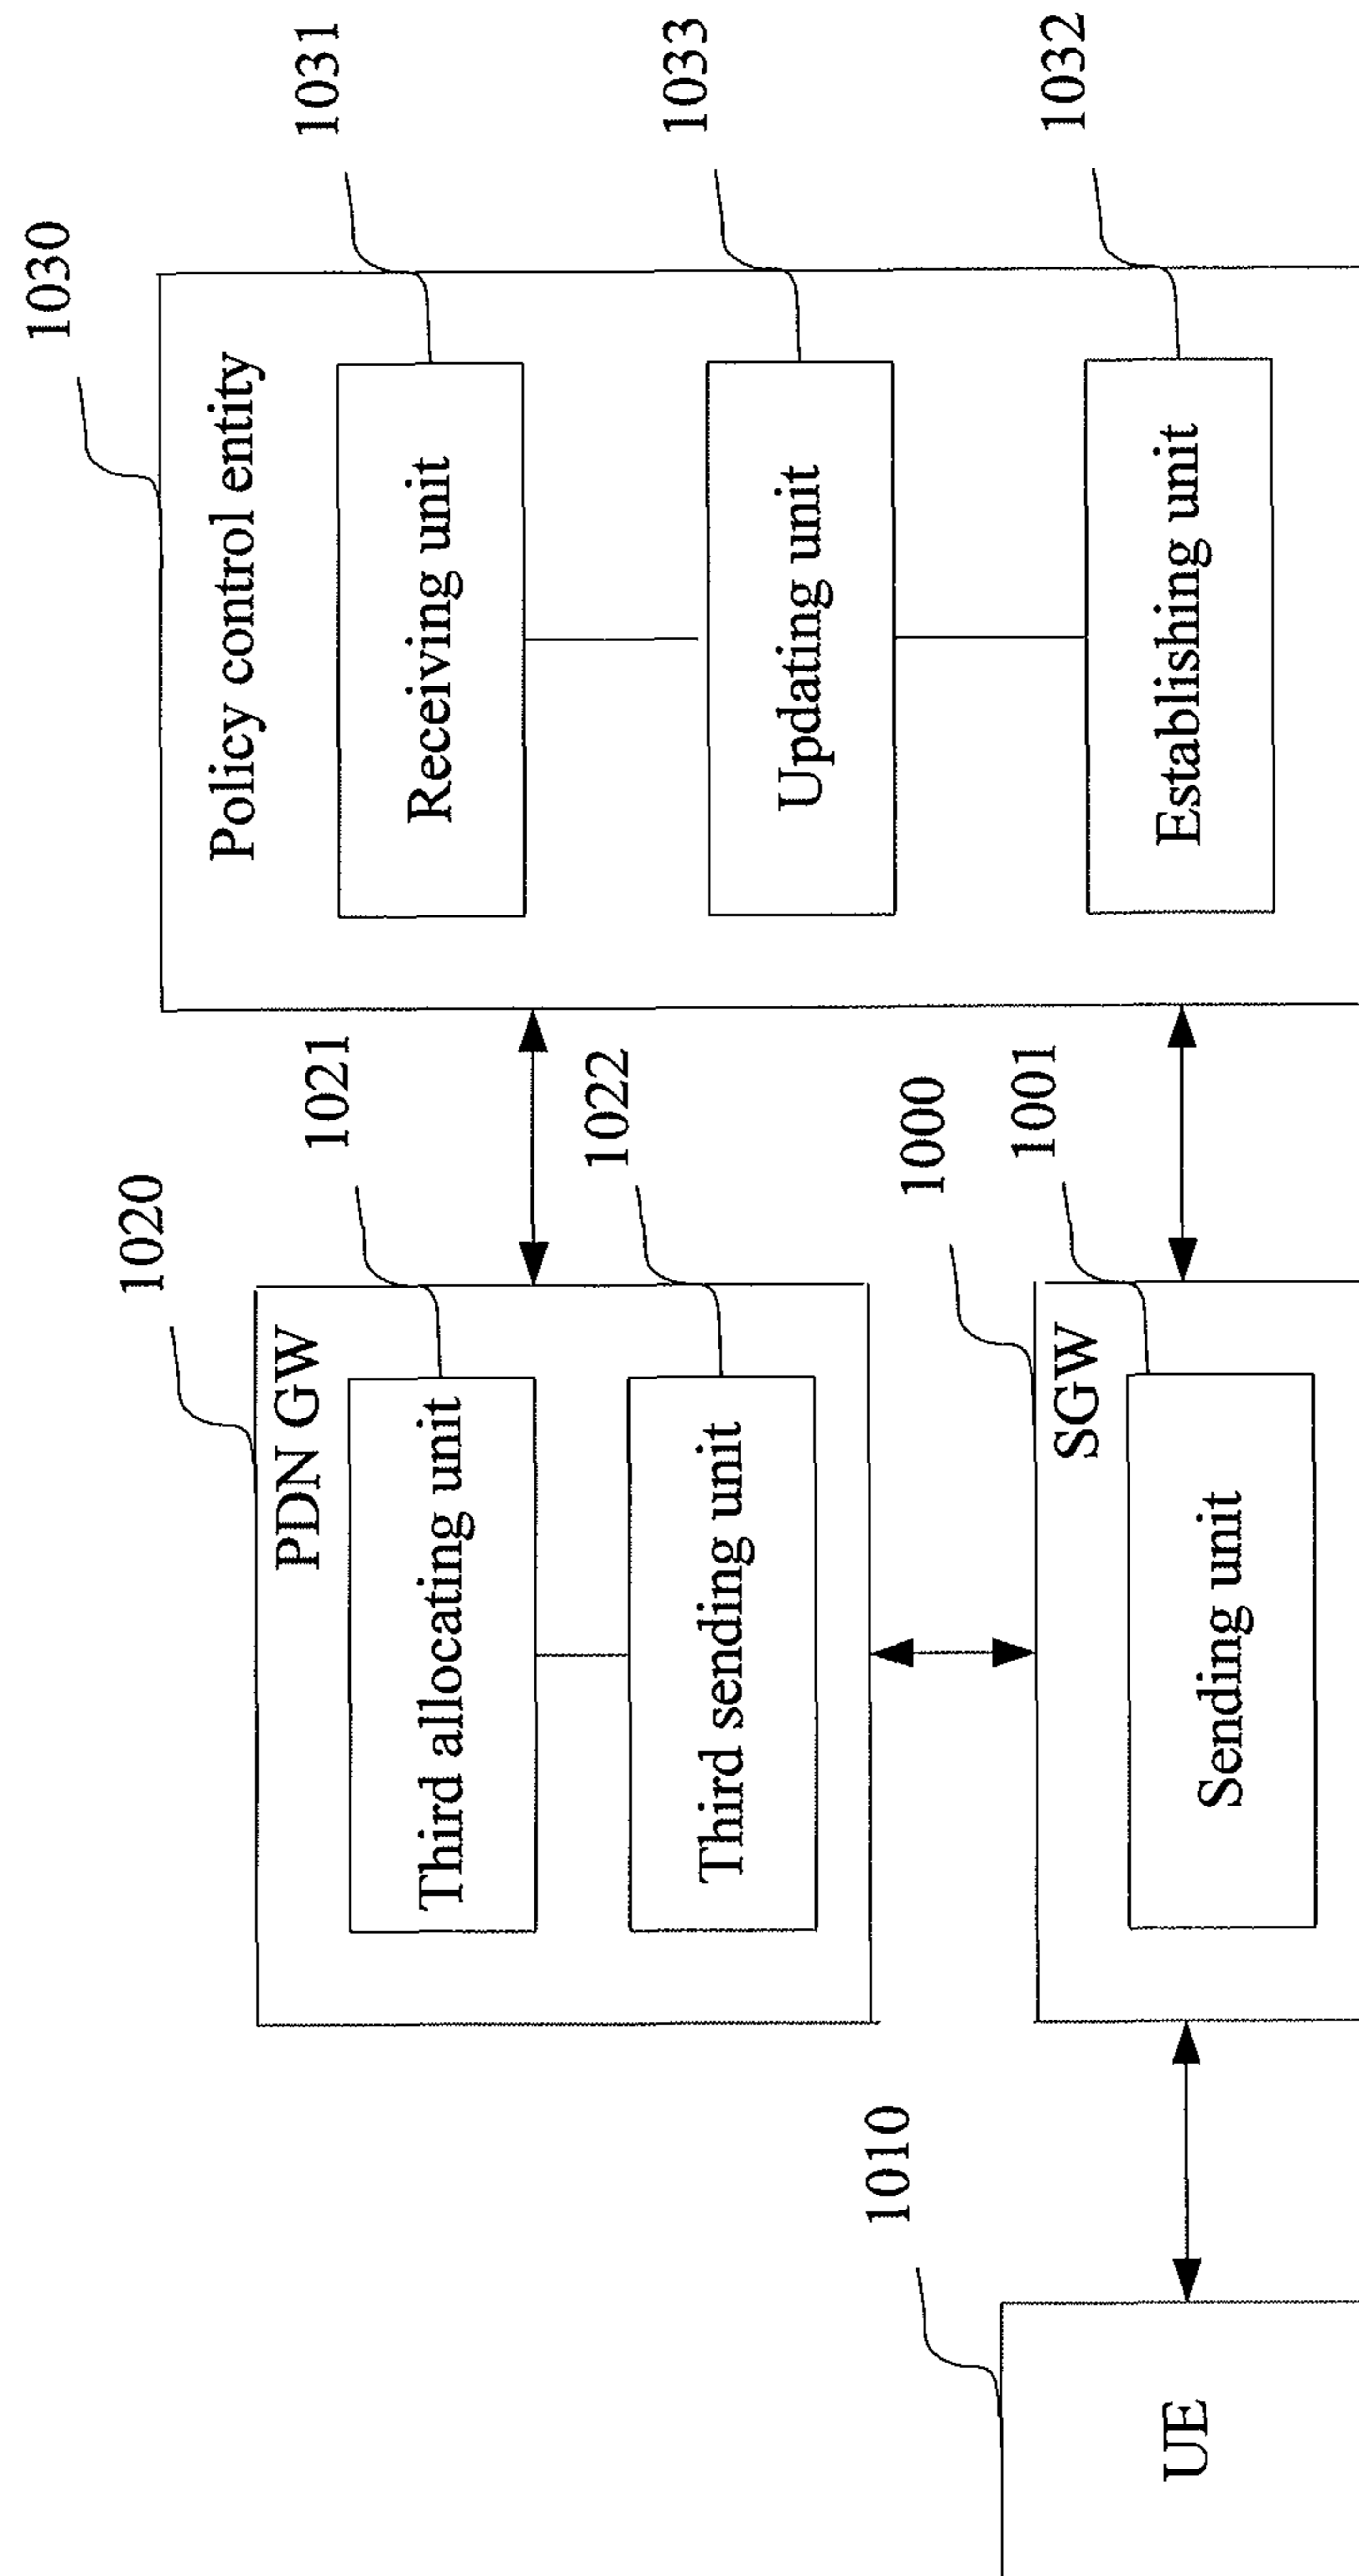 1030
Policy control entity
1031
Receiving unit
1033
Updating unit
1032
Establishing unit
1020
PDN GW
1021
Third allocating unit
1022
Third sending unit
1000
SGW
1001
Sending unit
1010
UE